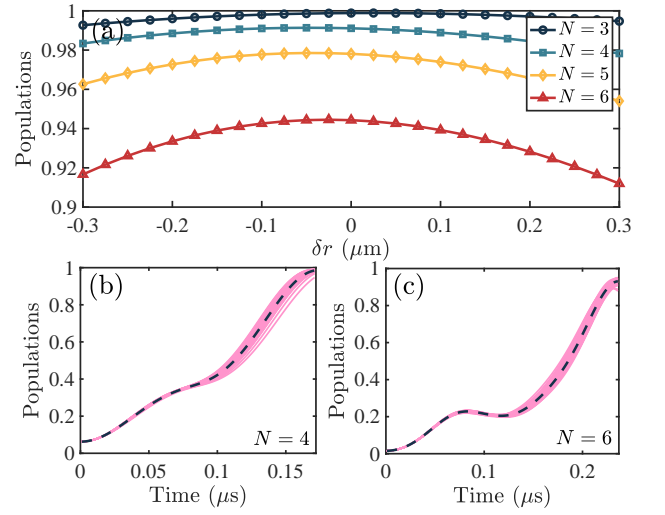 (a)
Populations
1
0.98
0.96
0.94
0.92
0.9
N = 3
N = 4
N = 5
N = 6
-0.3 -0.2 -0.1 0 0.1 0.2 0.3
δr (μm)
(b)
Populations
1
0.8
0.6
0.4
0.2
0
N = 4
0 0.05 0.1 0.15
Time (μs)
(c)
Populations
1
0.8
0.6
0.4
0.2
0
N = 6
0 0.1 0.2
Time (μs)